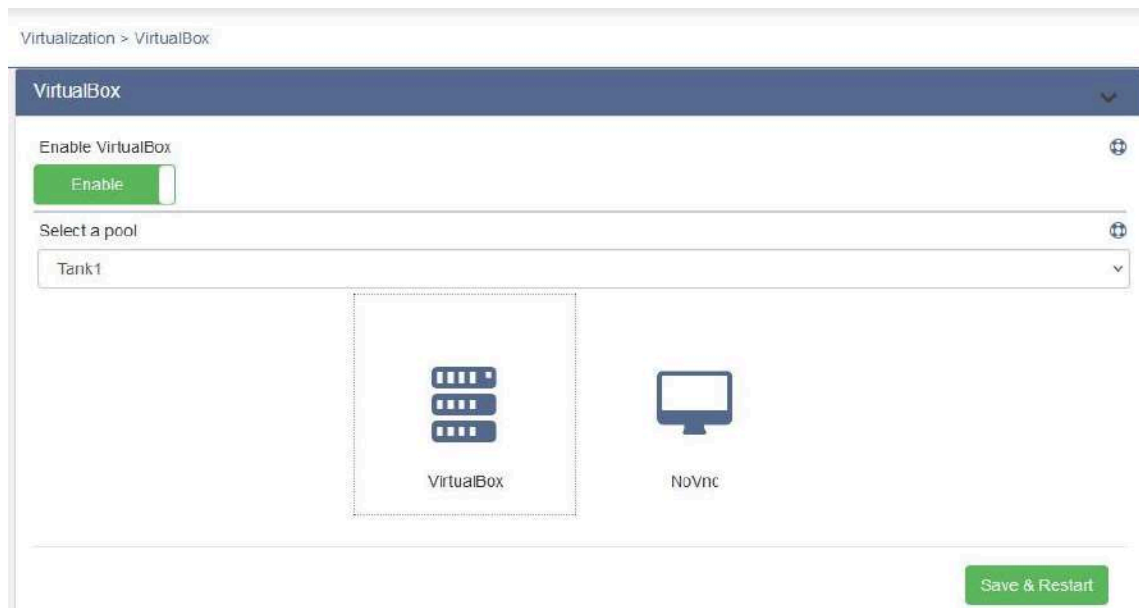 Virtualization > VirtualBox
VirtualBox
Enable VirtualBox
Enable
Select a pool
Tank1
VirtualBox NoVnc
Save & Restart